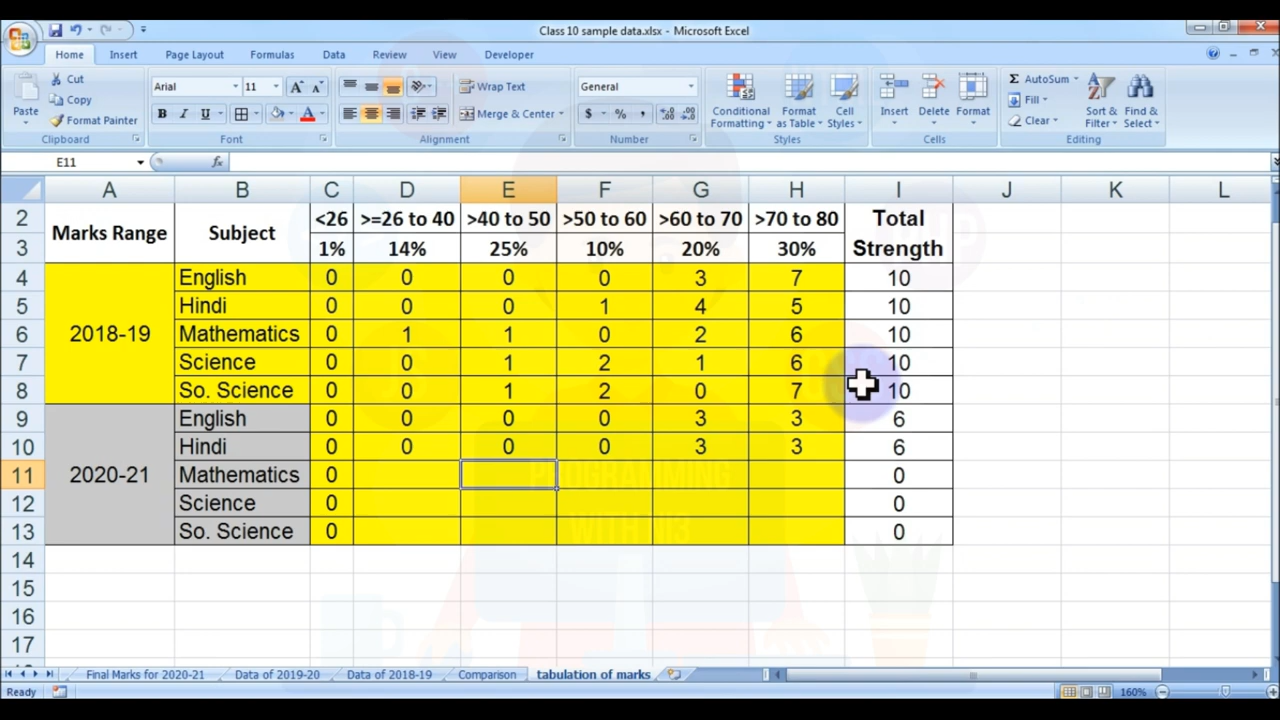 Class 10 sample data.xlsx - Microsoft Excel
Home Insert Page Layout Formulas Data Review View Developer
Paste Cut Copy Format Painter Clipboard
Arial 11 B I U Font
Wrap Text Merge & Center Alignment
General $ % , Number
Conditional Formatting Format as Table Cell Styles Styles
Insert Delete Format Cells
Σ AutoSum Fill Clear Sort & Filter Find & Select Editing
E11 fx
A B C D E F G H I J K L
2 Marks Range Subject <26 >=26 to 40 >40 to 50 >50 to 60 >60 to 70 >70 to 80 Total Strength
3 1% 14% 25% 10% 20% 30%
4 English 0 0 0 0 3 7 10
5 Hindi 0 0 0 1 4 5 10
6 2018-19 Mathematics 0 1 1 0 2 6 10
7 Science 0 0 1 2 1 6 10
8 So. Science 0 0 1 2 0 7 10
9 English 0 0 0 0 3 3 6
10 Hindi 0 0 0 0 3 3 6
11 2020-21 Mathematics 0 0
12 Science 0 0
13 So. Science 0 0
14
15
16
17
PROGRAMMING
WITH
Final Marks for 2020-21 Data of 2019-20 Data of 2018-19 Comparison tabulation of marks
Ready 160%